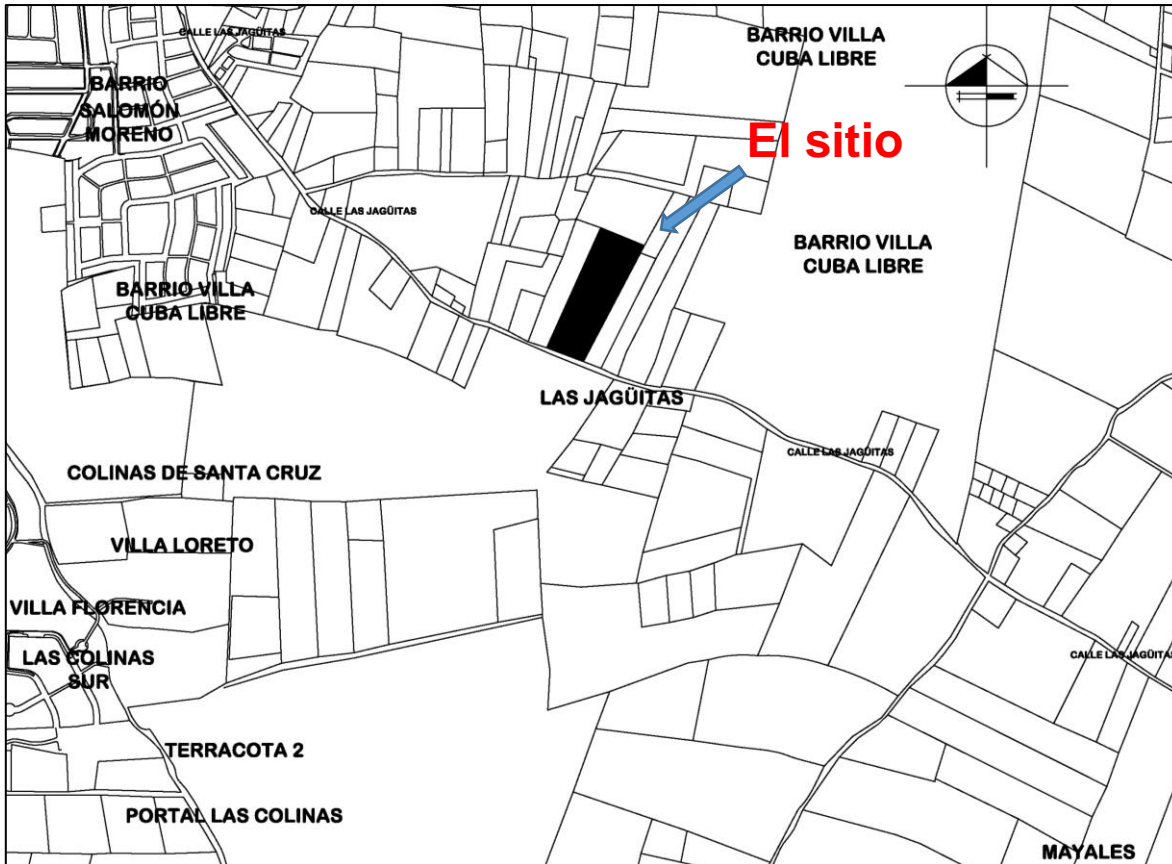 CALLE LAS JAGÜITAS
BARRIO VILLA
CUBA LIBRE
BARRIO
SALOMÓN
MORENO
El sitio
CALLE LAS JAGÜITAS
BARRIO VILLA
CUBA LIBRE
BARRIO VILLA
CUBA LIBRE
LAS JAGÜITAS
CALLE LAS JAGÜITAS
COLINAS DE SANTA CRUZ
VILLA LORETO
VILLA FLORENCIA
LAS COLINAS
SUR
CALLE LAS JAGÜITAS
TERRACOTA 2
PORTAL LAS COLINAS
MAYALES